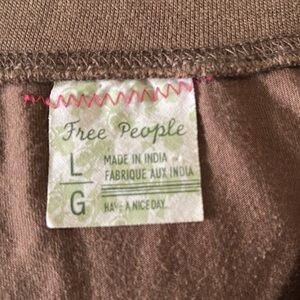 Free People
L
MADE IN INDIA
FABRIQUE AUX INDIA
G
HAVE A NICE DAY...